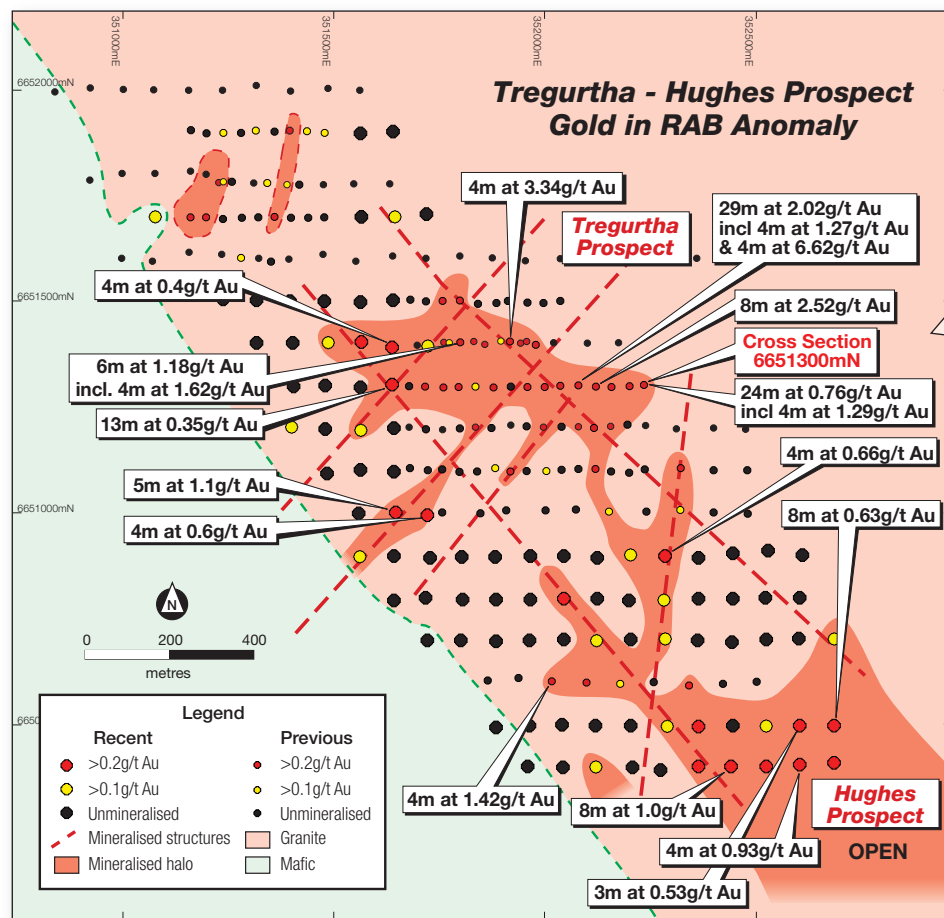 351000mE
351500mE
352000mE
352500mE
6652000mN
Tregurtha - Hughes Prospect
Gold in RAB Anomaly
4m at 3.34g/t Au
29m at 2.02g/t Au
incl 4m at 1.27g/t Au
& 4m at 6.62g/t Au
Tregurtha
Prospect
4m at 0.4g/t Au
6651500mN
8m at 2.52g/t Au
Cross Section
6651300mN
6m at 1.18g/t Au
incl. 4m at 1.62g/t Au
24m at 0.76g/t Au
incl 4m at 1.29g/t Au
13m at 0.35g/t Au
4m at 0.66g/t Au
5m at 1.1g/t Au
6651000mN
8m at 0.63g/t Au
4m at 0.6g/t Au
N
0 200 400
metres
Legend
Recent Previous
>0.2g/t Au >0.2g/t Au
>0.1g/t Au >0.1g/t Au
Unmineralised Unmineralised
Mineralised structures Granite
Mineralised halo Mafic
665
4m at 1.42g/t Au
8m at 1.0g/t Au
Hughes
Prospect
4m at 0.93g/t Au
OPEN
3m at 0.53g/t Au